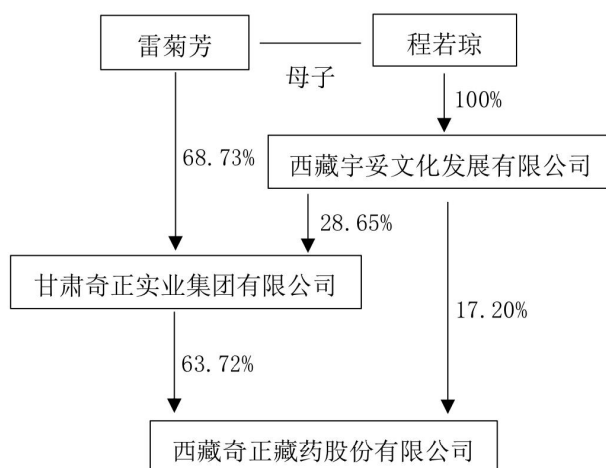 雷菊芳
程若琼
母子
100%
68.73%
西藏宇妥文化发展有限公司
28.65%
甘肃奇正实业集团有限公司
17.20%
63.72%
西藏奇正藏药股份有限公司